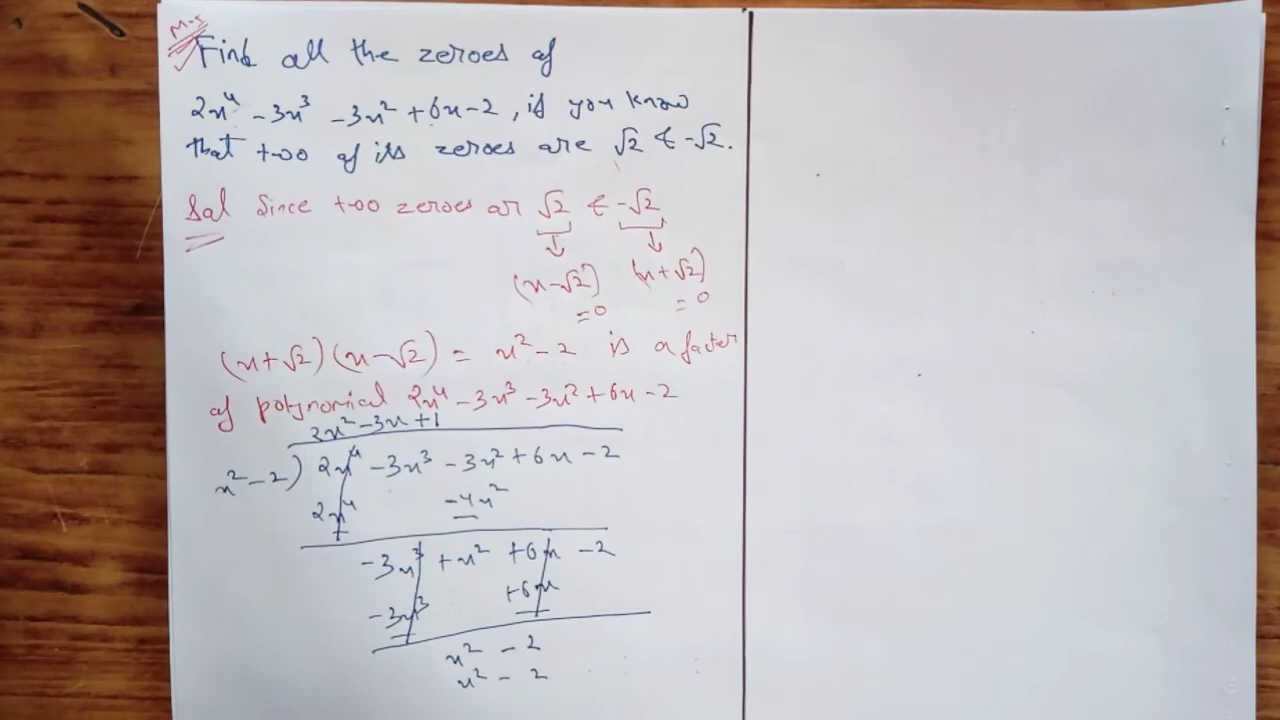 M-I
Find all the zeroes of
2x⁴ - 3x³ - 3x² + 6x - 2, if you know
that two of its zeroes are √2 & -√2.
Sol Since two zeroes are √2 & -√2
(x-√2) (x+√2)
=0 =0
(x+√2)(x-√2) = x² - 2 is a factor
of polynomial 2x⁴ - 3x³ - 3x² + 6x - 2
2x² - 3x + 1
x² - 2) 2x⁴ - 3x³ - 3x² + 6x - 2
2x⁴ - 4x²
-3x³ + x² + 6x - 2
-3x³ + 6x
x² - 2
x² - 2